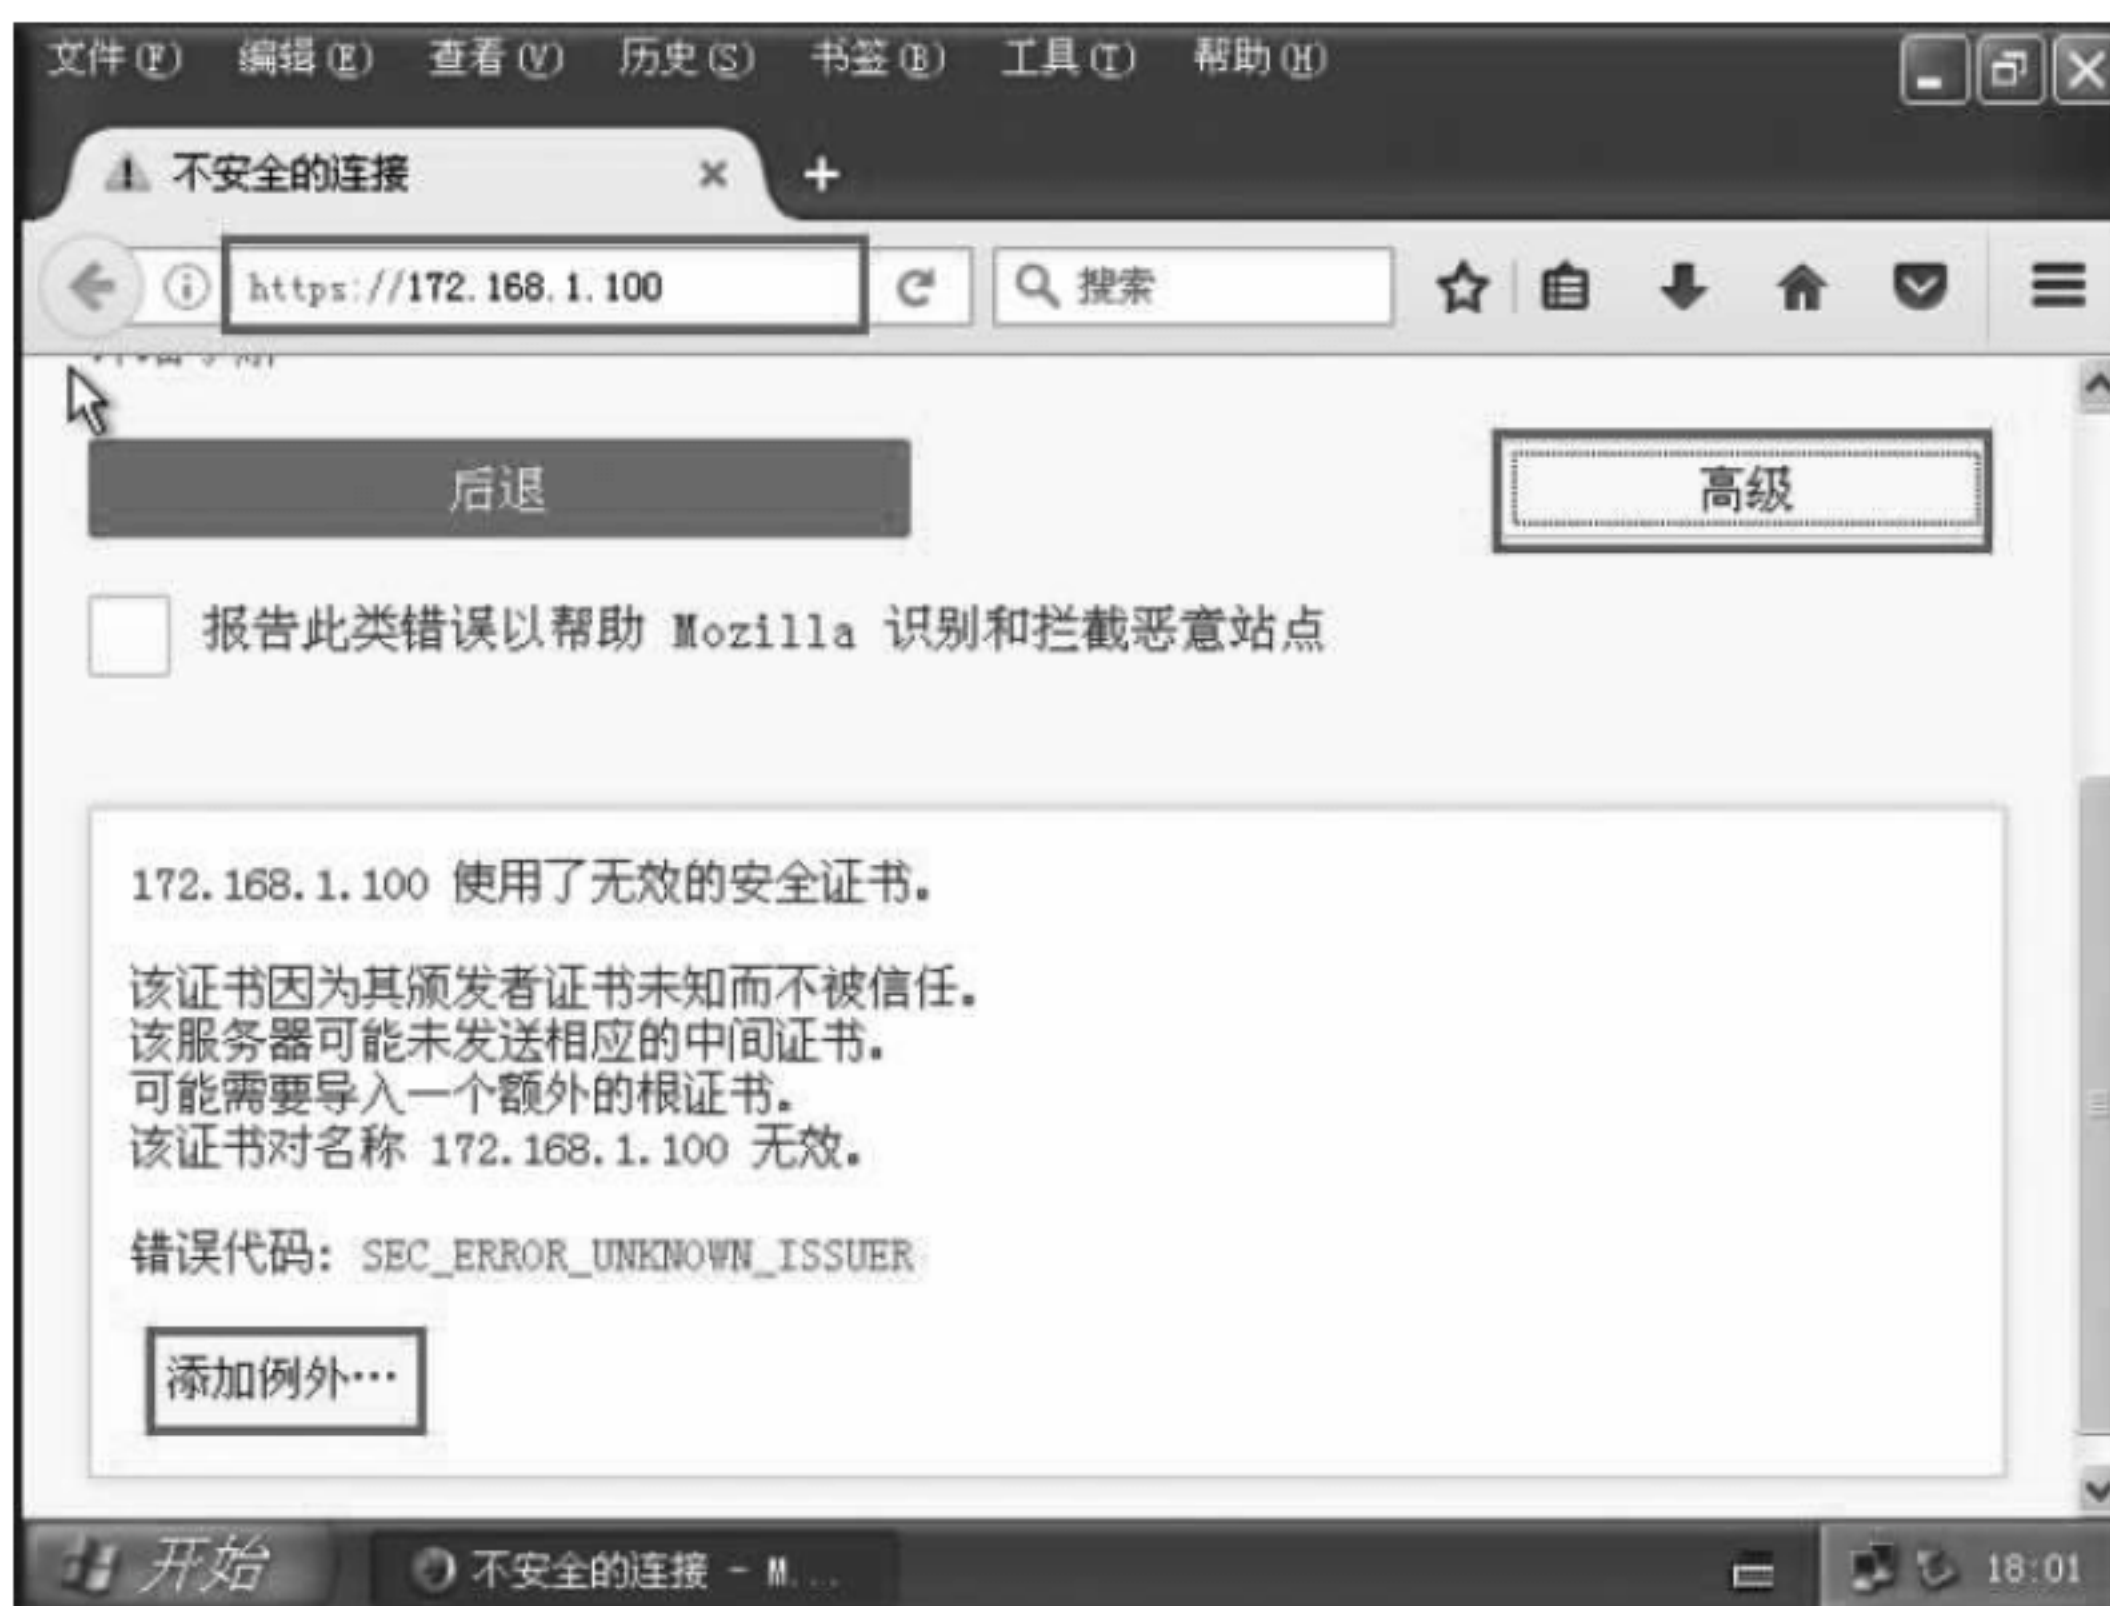 文件(F) 编辑(E) 查看(V) 历史(S) 书签(B) 工具(T) 帮助(H)
不安全的连接
https://172.168.1.100
搜索
后退
高级
报告此类错误以帮助 Mozilla 识别和拦截恶意站点
172.168.1.100 使用了无效的安全证书。
该证书因为其颁发者证书未知而不被信任。
该服务器可能未发送相应的中间证书。
可能需要导入一个额外的根证书。
该证书对名称 172.168.1.100 无效。
错误代码: SEC_ERROR_UNKNOWN_ISSUER
添加例外…
开始
不安全的连接 - M...
18:01